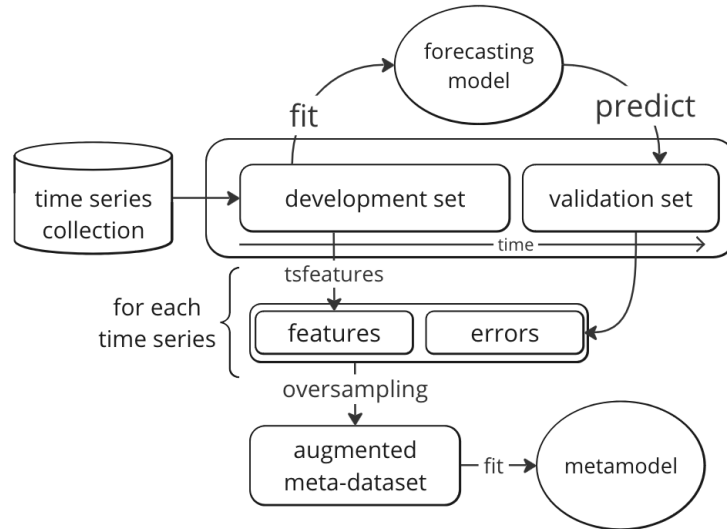 forecasting
model
fit
predict
time series
collection
development set
validation set
time
tsfeatures
for each
time series
features
errors
oversampling
augmented
meta-dataset
fit
metamodel